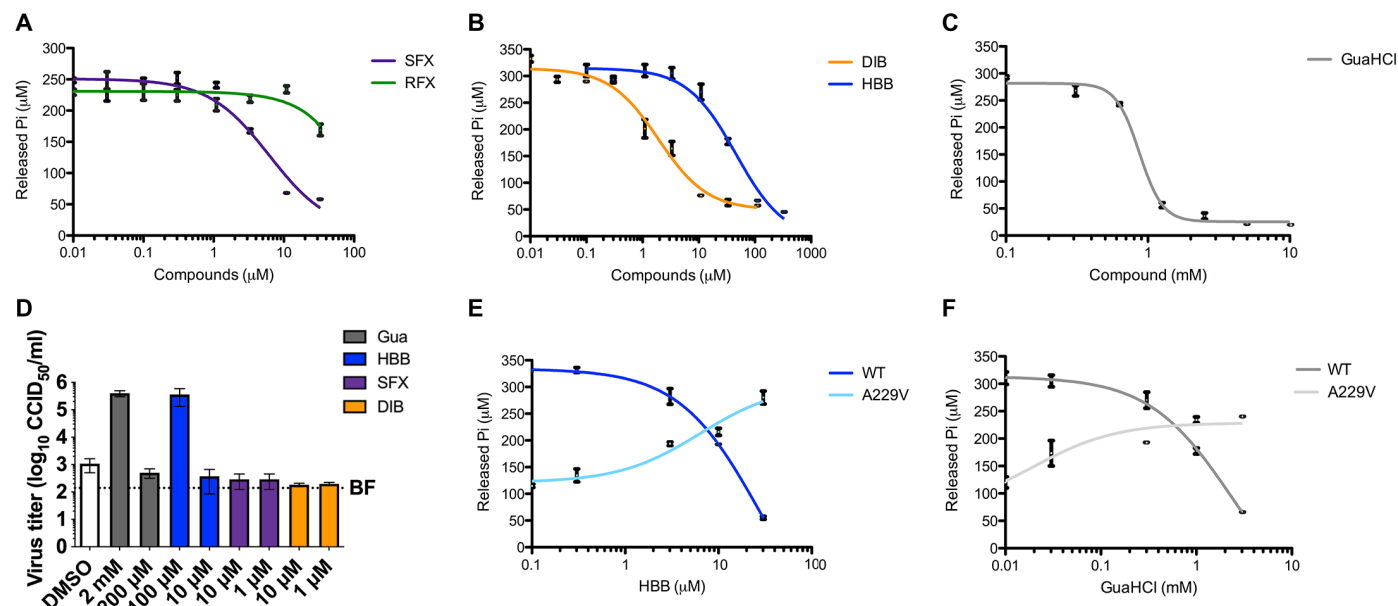 A
300
250
200
150
100
50
0
0.01 0.1 1 10 100
Released Pi (μM)
Compounds (μM)
SFX
RFX
B
350
300
250
200
150
100
50
0
0.01 0.1 1 10 100 1000
Released Pi (μM)
Compounds (μM)
DIB
HBB
C
350
300
250
200
150
100
50
0
0.1 1 10
Released Pi (μM)
Compound (mM)
GuaHCl
D
Virus titer (log10 CCID50/ml)
6
5
4
3
2
1
0
Gua
HBB
SFX
DIB
BF
DMSO
2 mM
200 μM
100 μM
10 μM
10 μM
1 μM
10 μM
1 μM
E
350
300
250
200
150
100
50
0
0.1 1 10 100
Released Pi (μM)
HBB (μM)
WT
A229V
F
350
300
250
200
150
100
50
0
0.01 0.1 1 10
Released Pi (μM)
GuaHCl (mM)
WT
A229V